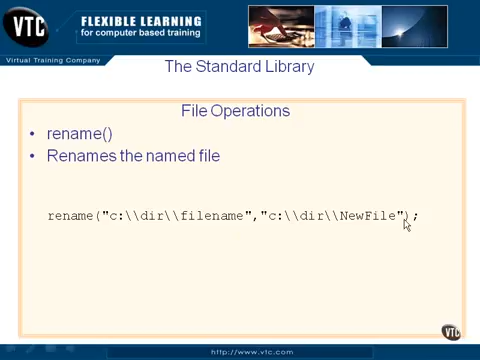 VTC
FLEXIBLE LEARNING
for computer based training
Virtual Training Company
The Standard Library
File Operations
• rename()
• Renames the named file
rename("c:\\dir\\filename","c:\\dir\\NewFile");
VTC
http://www.vtc.com